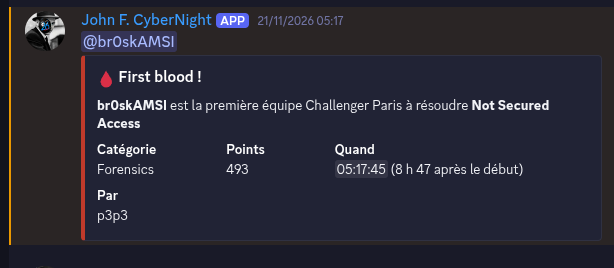 John F. CyberNight APP 21/11/2026 05:17
@br0skAMSI
🩸 First blood !
br0skAMSI est la première équipe Challenger Paris à résoudre Not Secured
Access
Catégorie Points Quand
Forensics 493 05:17:45 (8 h 47 après le début)
Par
p3p3